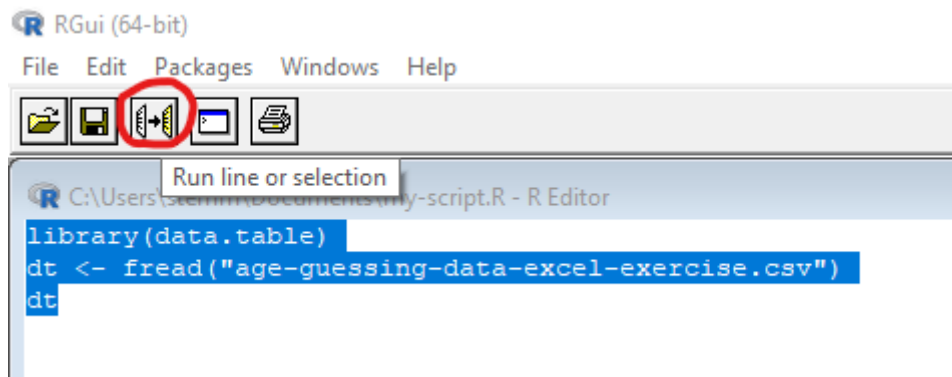 RGui (64-bit)
File Edit Packages Windows Help
Run line or selection
C:\Users\ \my-script.R - R Editor
library(data.table)
dt <- fread("age-guessing-data-excel-exercise.csv")
dt